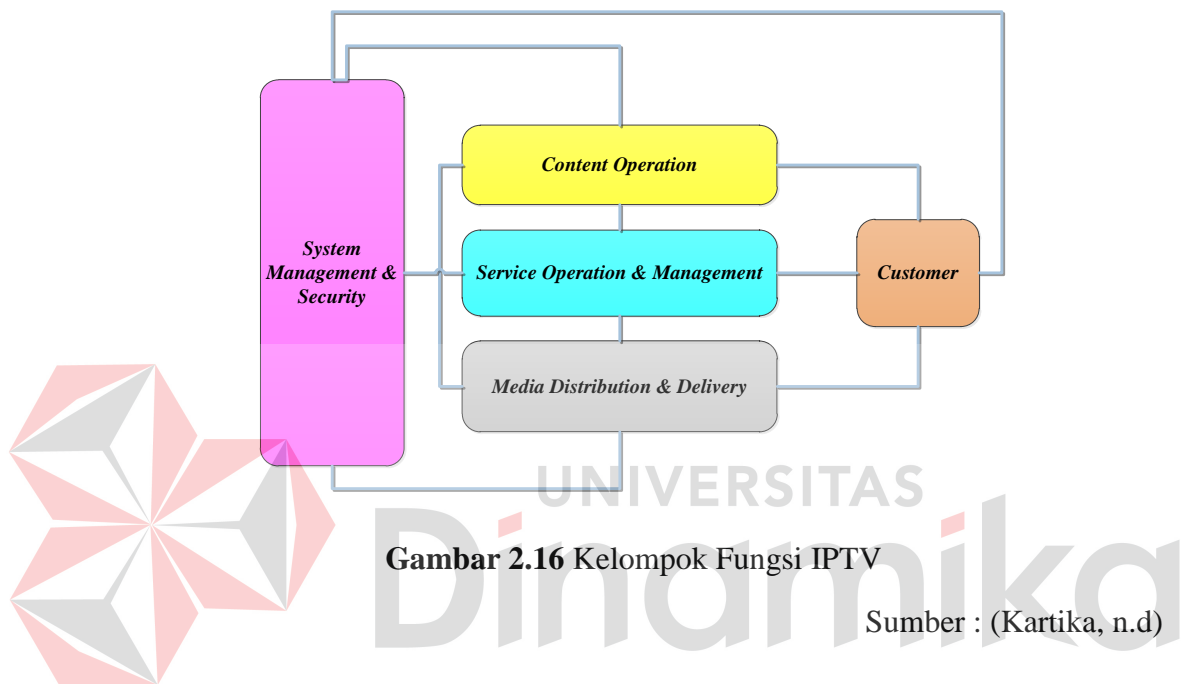 Content Operation
System
Management &
Security
Service Operation & Management
Customer
Media Distribution & Delivery
UNIVERSITAS
Dinamika
Gambar 2.16 Kelompok Fungsi IPTV
Sumber : (Kartika, n.d)